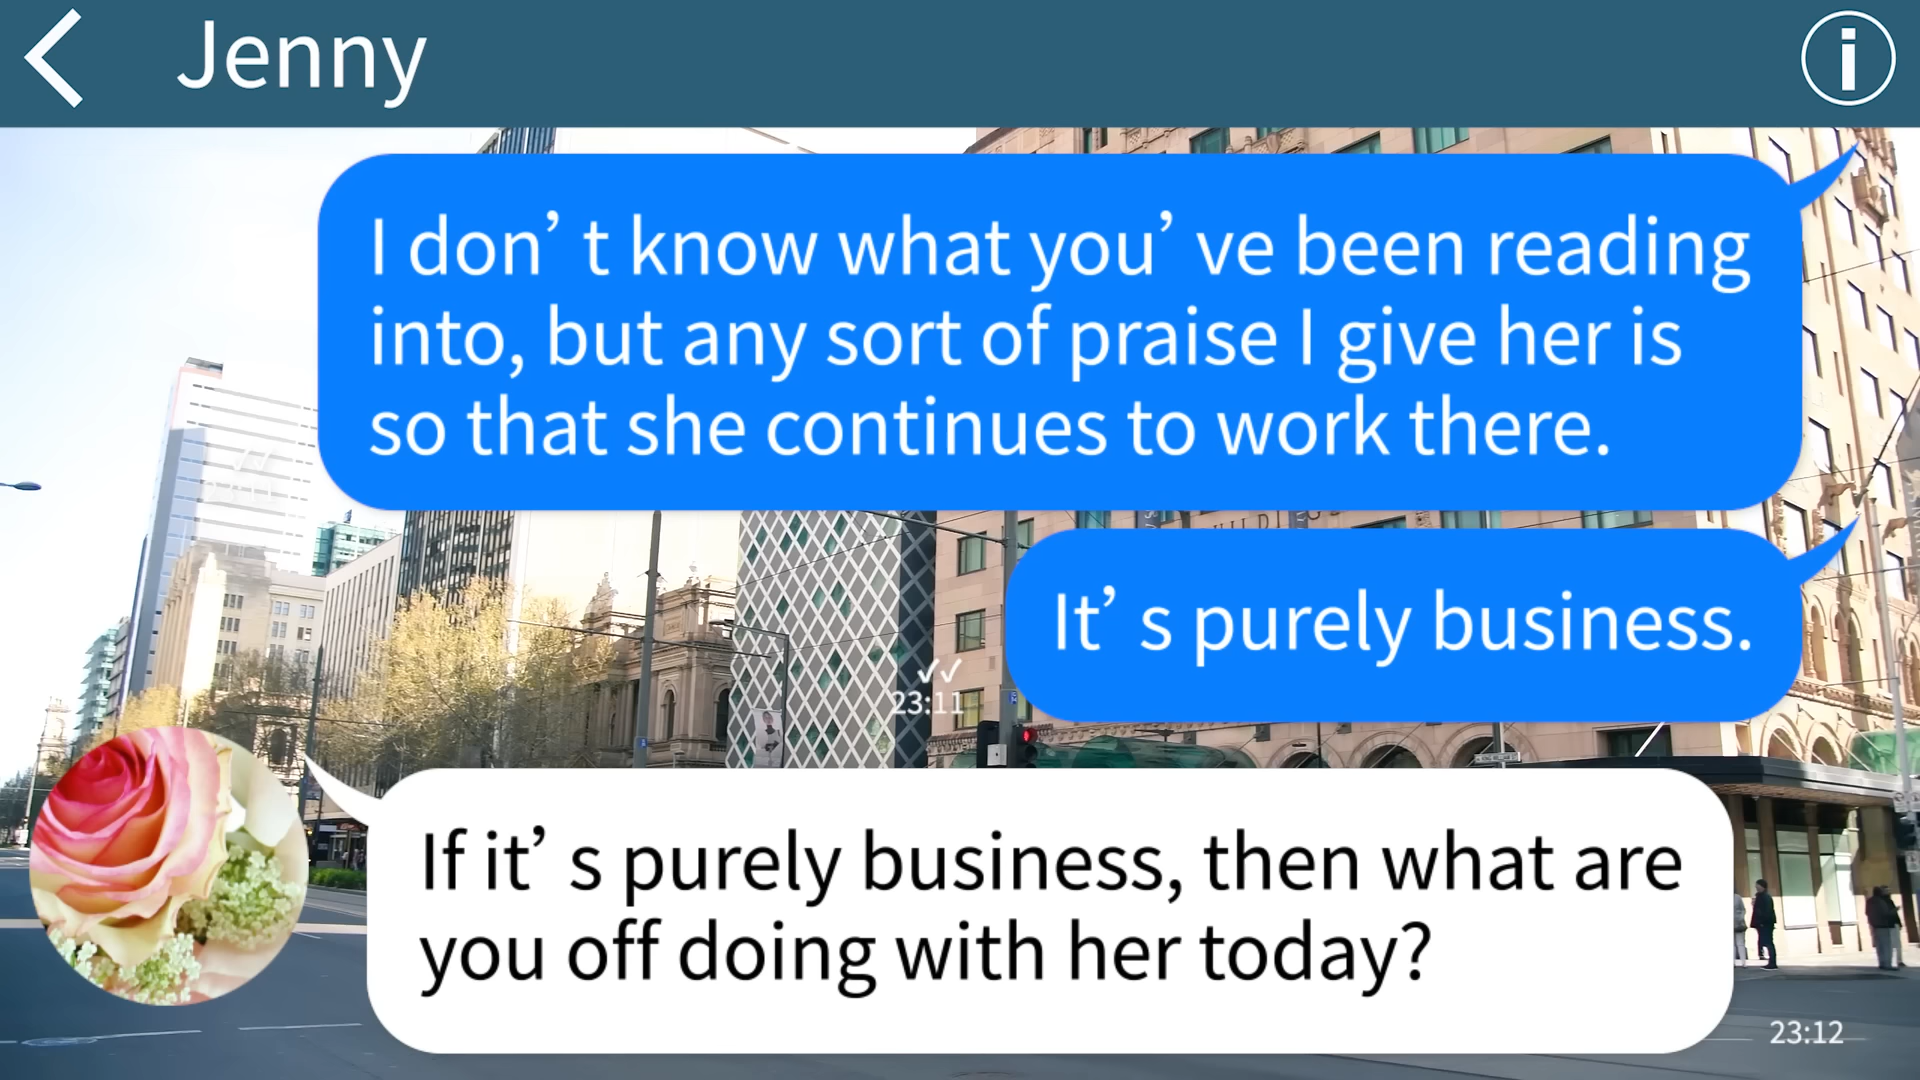 Jenny
I don’t know what you’ve been reading
into, but any sort of praise I give her is
so that she continues to work there.
It’s purely business.
23:11
If it’s purely business, then what are
you off doing with her today?
23:12